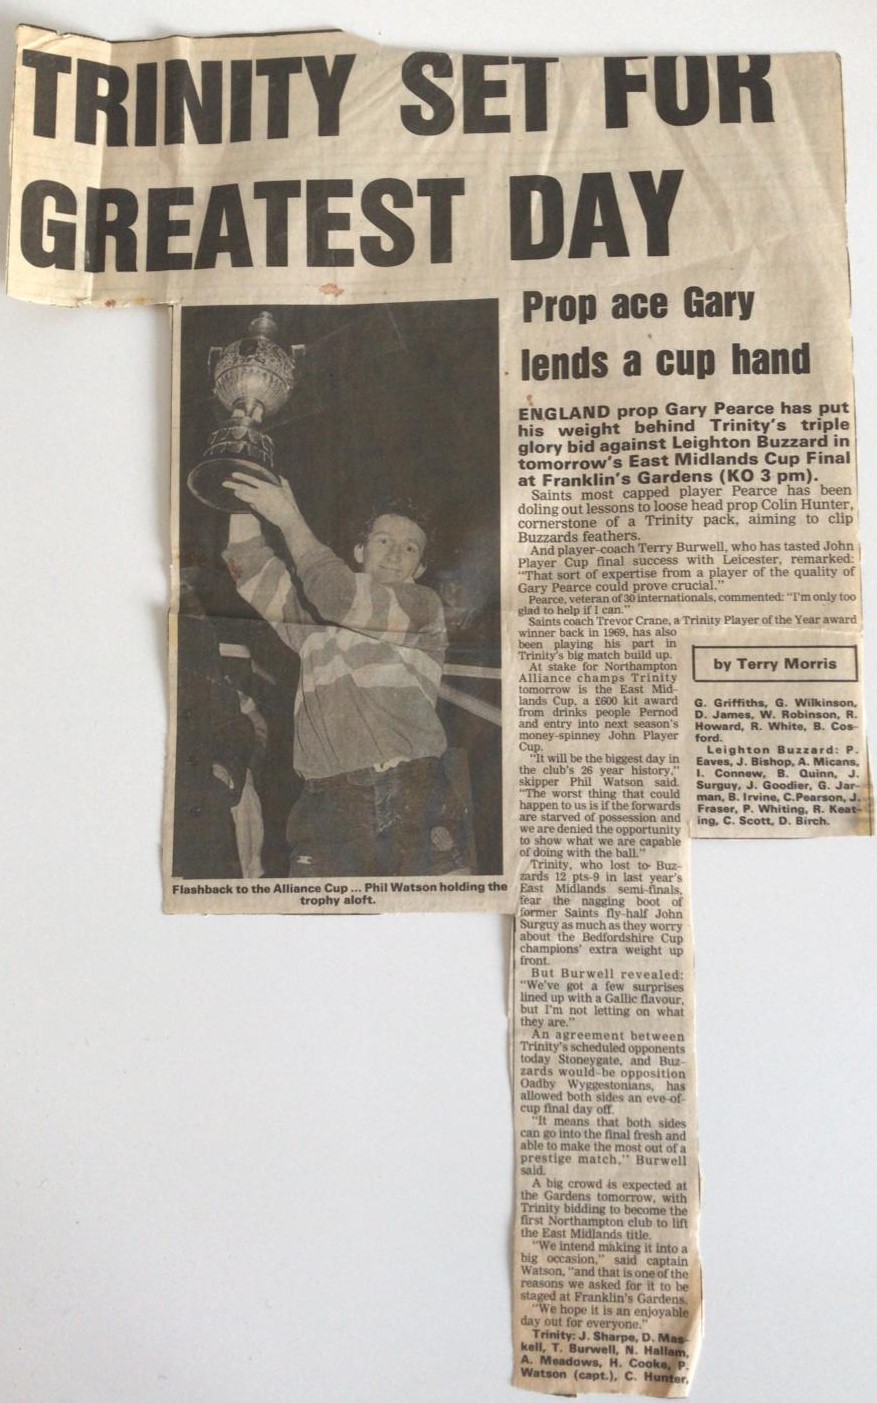 TRINITY SET FOR
GREATEST DAY
Prop ace Gary
lends a cup hand
ENGLAND prop Gary Pearce has put
his weight behind Trinity's triple
glory bid against Leighton Buzzard in
tomorrow's East Midlands Cup Final
at Franklin's Gardens (KO 3 pm).
Saints most capped player Pearce has been
doling out lessons to loose head prop Colin Hunter,
cornerstone of a Trinity pack, aiming to clip
Buzzards feathers.
And player-coach Terry Burwell, who has tasted John
Player Cup final success with Leicester, remarked:
"That sort of expertise from a player of the quality of
Gary Pearce could prove crucial."
Pearce, veteran of 30 internationals, commented: "I'm only too
glad to help if I can."
Saints coach Trevor Crane, a Trinity Player of the Year award
winner back in 1969, has also
been playing his part in
Trinity's big match build up.
At stake for Northampton
Alliance champs Trinity
tomorrow is the East Mid-
lands Cup, a £600 kit award
from drinks people Pernod
and entry into next season's
money-spinney John Player
Cup.
"It will be the biggest day in
the club's 26 year history,"
skipper Phil Watson said.
"The worst thing that could
happen to us is if the forwards
are starved of possession and
we are denied the opportunity
to show what we are capable
of doing with the ball."
Trinity, who lost to Buz-
zards 12 pts-9 in last year's
East Midlands semi-finals,
fear the nagging boot of
former Saints fly-half John
Surguy as much as they worry
about the Bedfordshire Cup
champions' extra weight up
front.
But Burwell revealed:
"We've got a few surprises
lined up with a Gallic flavour,
but I'm not letting on what
they are."
An agreement between
Trinity's scheduled opponents
today Stoneygate, and Buz-
zards would-be opposition
Oadby Wyggestonians, has
allowed both sides an eve-of-
cup final day off.
"It means that both sides
can go into the final fresh and
able to make the most out of a
prestige match," Burwell
said.
A big crowd is expected at
the Gardens tomorrow, with
Trinity bidding to become the
first Northampton club to lift
the East Midlands title.
"We intend making it into a
big occasion," said captain
Watson, "and that is one of the
reasons we asked for it to be
staged at Franklin's Gardens.
"We hope it is an enjoyable
day out for everyone."
Trinity: J. Sharpe, D. Mas-
kell, T. Burwell, N. Hallam,
A. Meadows, H. Cooke, P.
Watson (capt.), C. Hunter,
by Terry Morris
G. Griffiths, G. Wilkinson,
D. James, W. Robinson, R.
Howard, R. White, B. Cos-
ford.
Leighton Buzzard: P.
Eaves, J. Bishop, A. Micans,
I. Connew, B. Quinn, J.
Surguy, J. Goodier, G. Jar-
man, B. Irvine, C.Pearson, J.
Fraser, P. Whiting, R. Keat-
ing, C. Scott, D. Birch.
Flashback to the Alliance Cup ... Phil Watson holding the
trophy aloft.